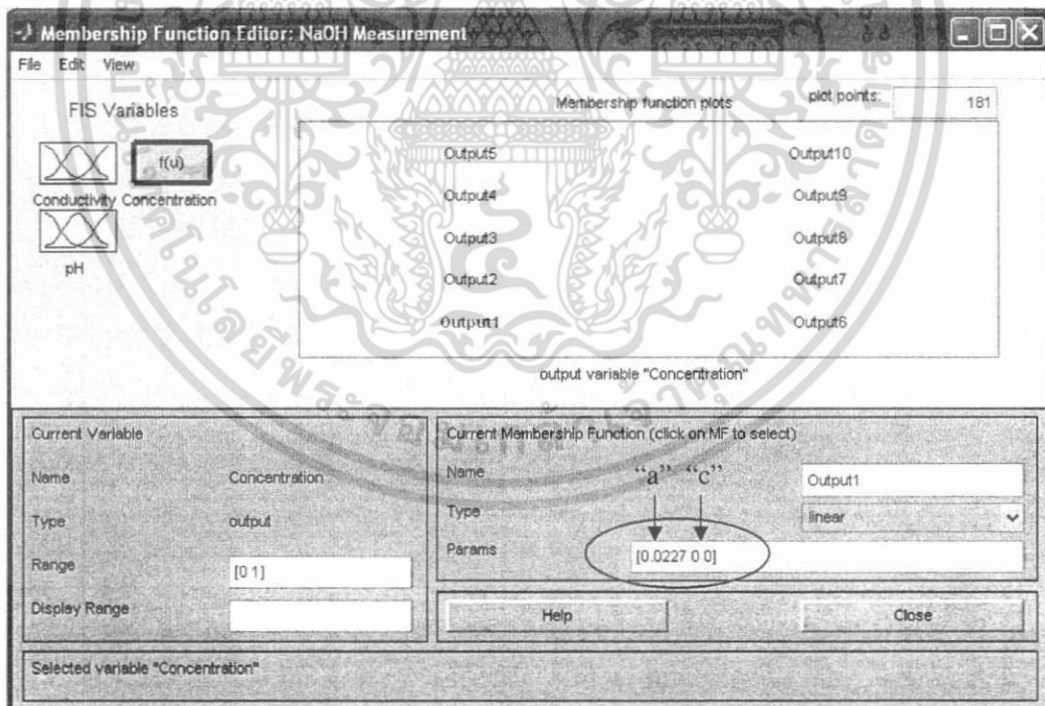 Membership Function Editor: NaOH Measurement
File Edit View
FIS Variables
Membership function plots
plot points:
181
f(u)
Conductivity Concentration
pH
Output5
Output10
Output4
Output9
Output3
Output8
Output2
Output7
Output1
Output6
output variable "Concentration"
Current Variable
Name
Concentration
Type
output
Range
[0 1]
Display Range
Current Membership Function (click on MF to select)
Name
“a” “c”
Output1
Type
linear
Params
[0.0227 0 0]
Help
Close
Selected variable "Concentration"